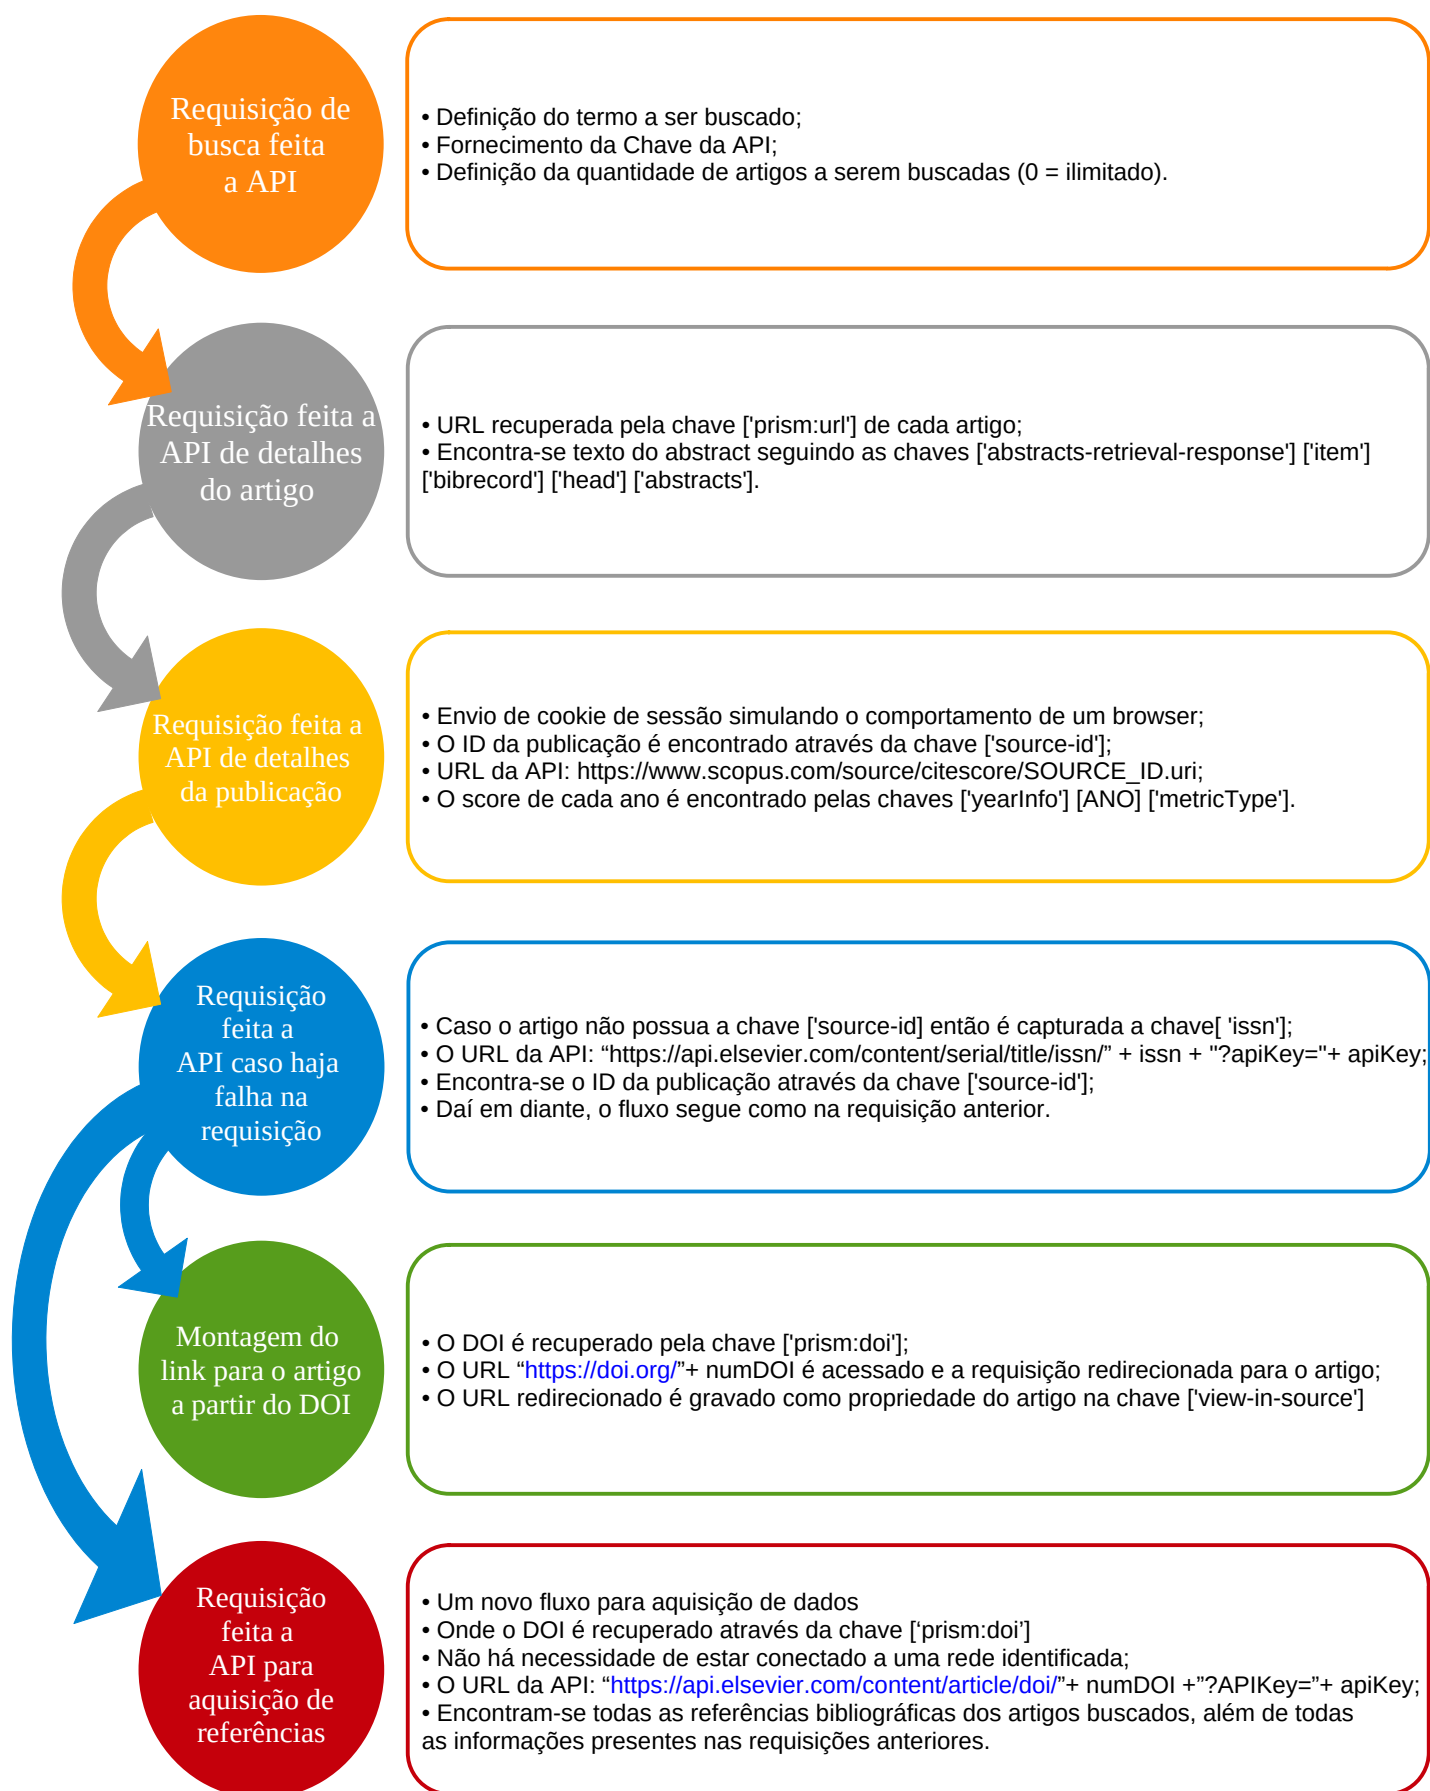 Requisição de
busca feita
a API
• Definição do termo a ser buscado;
• Fornecimento da Chave da API;
• Definição da quantidade de artigos a serem buscadas (0 = ilimitado).
Requisição feita a
API de detalhes
do artigo
• URL recuperada pela chave ['prism:url'] de cada artigo;
• Encontra-se texto do abstract seguindo as chaves ['abstracts-retrieval-response'] ['item']
['bibrecord'] ['head'] ['abstracts'].
Requisição feita a
API de detalhes
da publicação
• Envio de cookie de sessão simulando o comportamento de um browser;
• O ID da publicação é encontrado através da chave ['source-id'];
• URL da API: https://www.scopus.com/source/citescore/SOURCE_ID.uri;
• O score de cada ano é encontrado pelas chaves ['yearInfo'] [ANO] ['metricType'].
Requisição
feita a
API caso haja
falha na
requisição
• Caso o artigo não possua a chave ['source-id] então é capturada a chave[ 'issn'];
• O URL da API: “https://api.elsevier.com/content/serial/title/issn/” + issn + "?apiKey="+ apiKey;
• Encontra-se o ID da publicação através da chave ['source-id'];
• Daí em diante, o fluxo segue como na requisição anterior.
Montagem do
link para o artigo
a partir do DOI
• O DOI é recuperado pela chave ['prism:doi'];
• O URL “https://doi.org/”+ numDOI é acessado e a requisição redirecionada para o artigo;
• O URL redirecionado é gravado como propriedade do artigo na chave ['view-in-source']
Requisição
feita a
API para
aquisição de
referências
• Um novo fluxo para aquisição de dados
• Onde o DOI é recuperado através da chave [‘prism:doi’]
• Não há necessidade de estar conectado a uma rede identificada;
• O URL da API: “https://api.elsevier.com/content/article/doi/”+ numDOI +”?APIKey=”+ apiKey;
• Encontram-se todas as referências bibliográficas dos artigos buscados, além de todas
as informações presentes nas requisições anteriores.